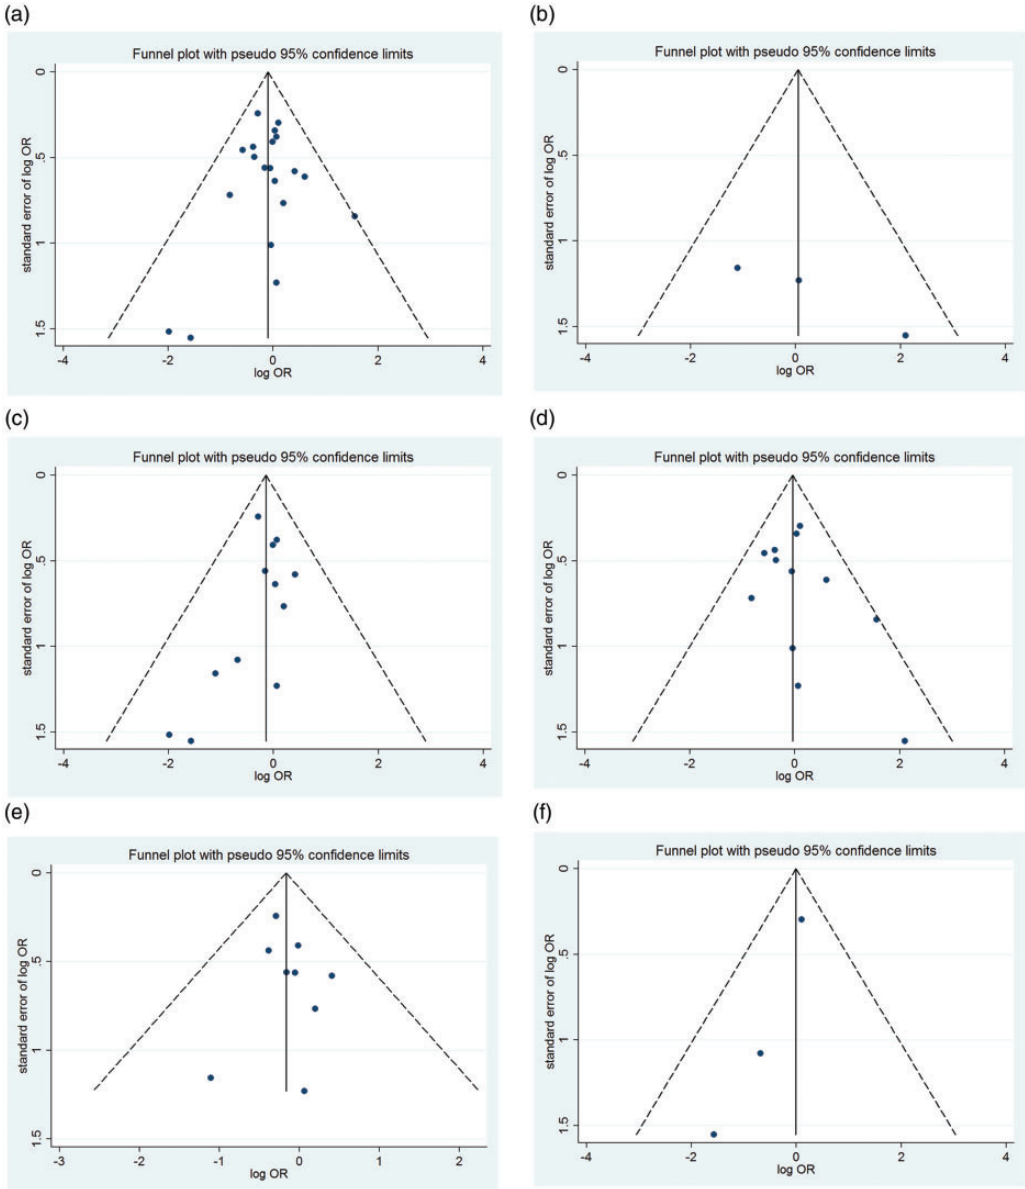 (a)
Funnel plot with pseudo 95% confidence limits
standard error of log OR
0
.5
1
1.5
-4
-2
0
2
4
log OR
(b)
Funnel plot with pseudo 95% confidence limits
standard error of log OR
0
.5
1
1.5
-4
-2
0
2
4
log OR
(c)
Funnel plot with pseudo 95% confidence limits
standard error of log OR
0
.5
1
1.5
-4
-2
0
2
4
log OR
(d)
Funnel plot with pseudo 95% confidence limits
standard error of log OR
0
.5
1
1.5
-4
-2
0
2
4
log OR
(e)
Funnel plot with pseudo 95% confidence limits
standard error of log OR
0
.5
1
1.5
-3
-2
-1
0
1
2
log OR
(f)
Funnel plot with pseudo 95% confidence limits
standard error of log OR
0
.5
1
1.5
-4
-2
0
2
4
log OR